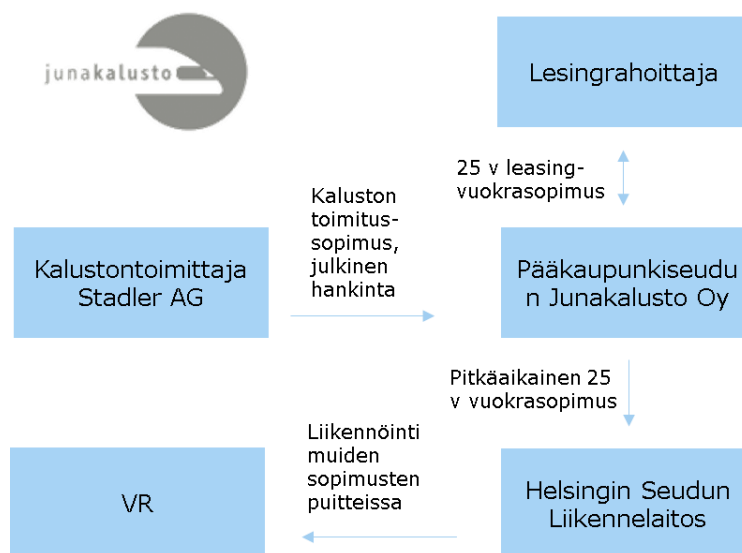 junakalusto
Lesingrahoittaja
25 v leasing-
vuokrasopimus
Kaluston
toimitus-
sopimus,
julkinen
hankinta
Kalustontoimittaja
Stadler AG
Pääkaupunkiseudu
n Junakalusto Oy
Pitkäaikainen 25
v vuokrasopimus
Liikennöinti
muiden
sopimusten
puitteissa
VR
Helsingin Seudun
Liikennelaitos